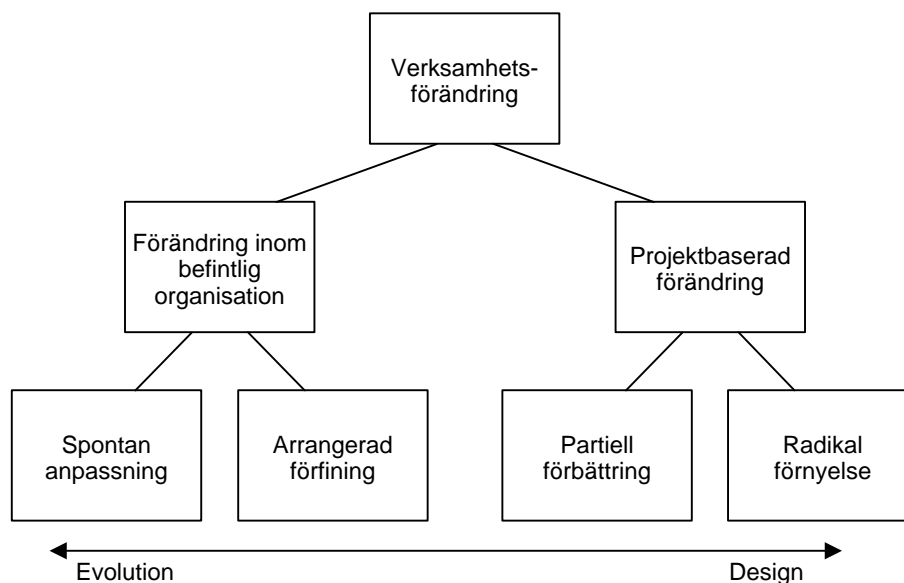 Verksamhets-
förändring
Förändring inom
befintlig
organisation
Projektbaserad
förändring
Spontan
anpassning
Arrangerad
förfining
Partiell
förbättring
Radikal
förnyelse
Evolution
Design